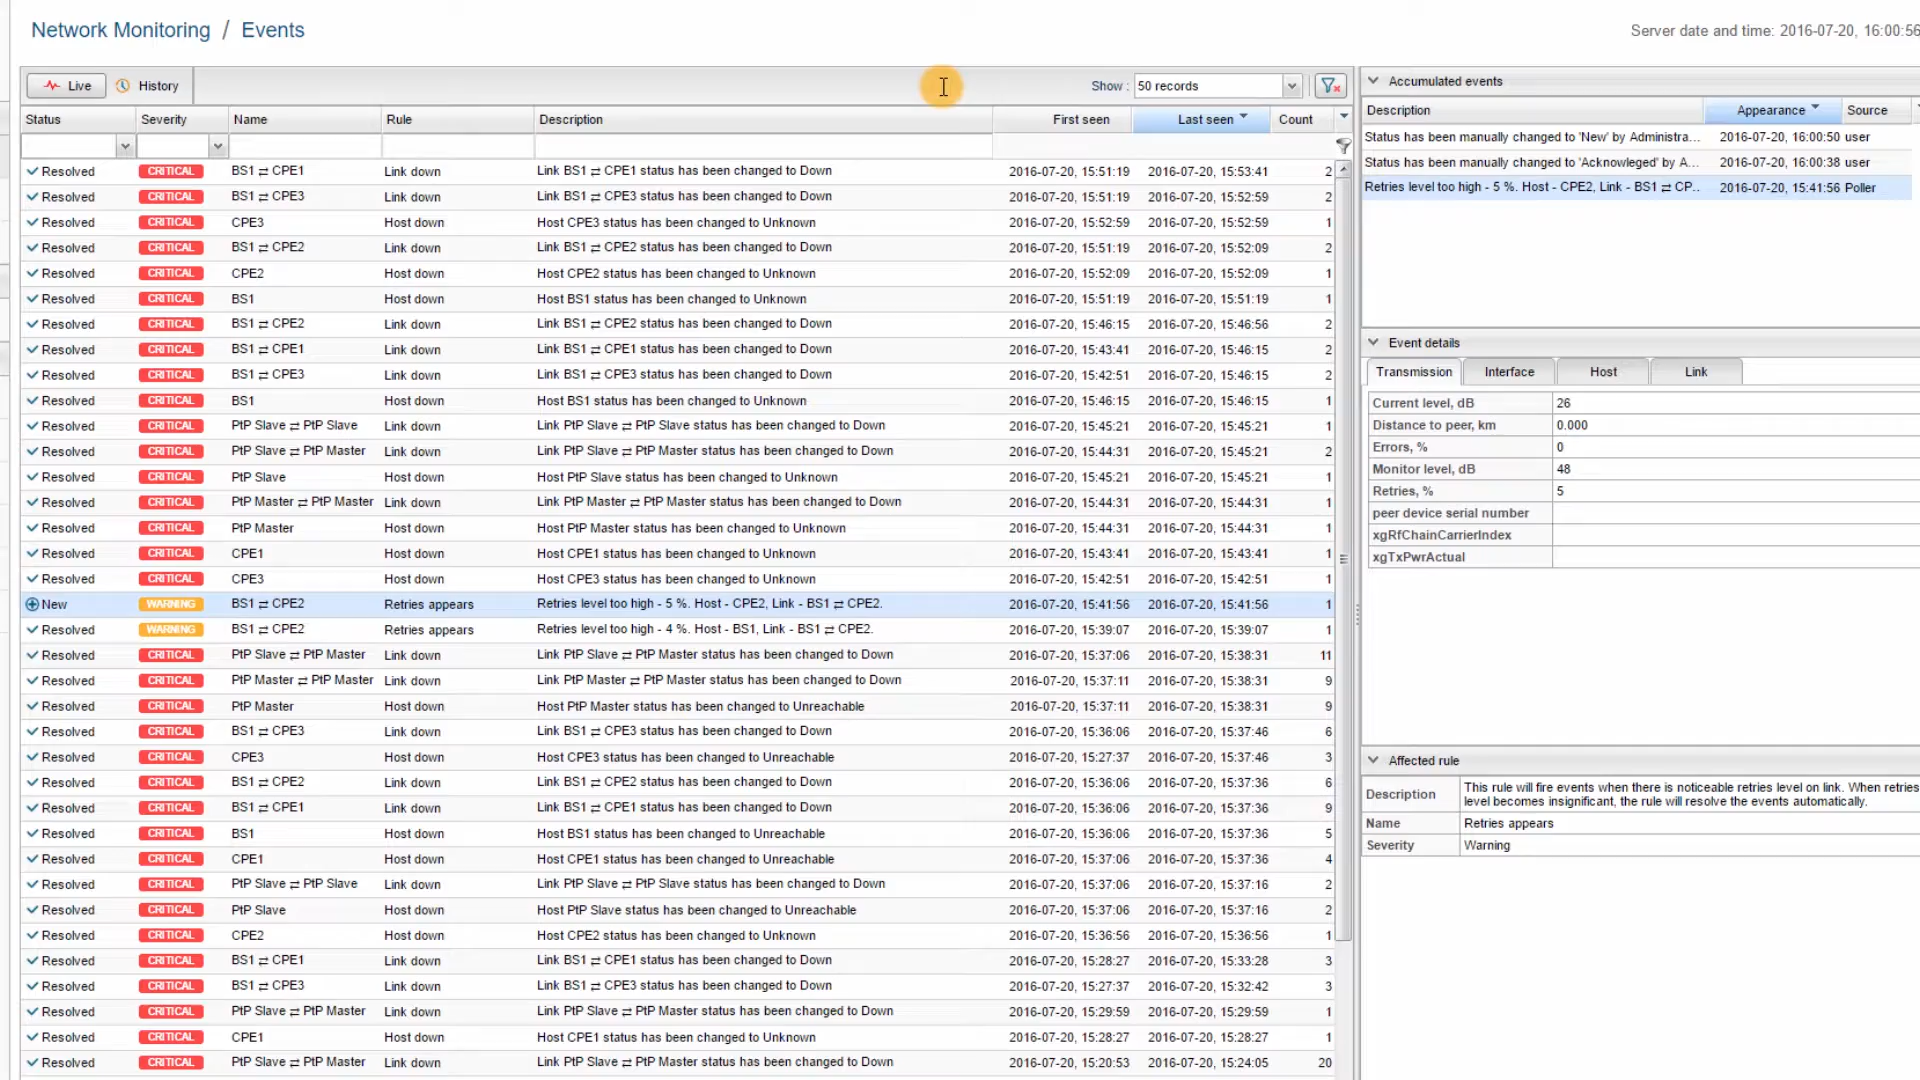 Network Monitoring / Events
Server date and time: 2016-07-20, 16:00:56
Live History Show : 50 records
Status Severity Name Rule Description First seen Last seen Count
Resolved CRITICAL BS1 ⇄ CPE1 Link down Link BS1 ⇄ CPE1 status has been changed to Down 2016-07-20, 15:51:19 2016-07-20, 15:53:41 2
Resolved CRITICAL BS1 ⇄ CPE3 Link down Link BS1 ⇄ CPE3 status has been changed to Down 2016-07-20, 15:51:19 2016-07-20, 15:52:59 2
Resolved CRITICAL CPE3 Host down Host CPE3 status has been changed to Unknown 2016-07-20, 15:52:59 2016-07-20, 15:52:59 1
Resolved CRITICAL BS1 ⇄ CPE2 Link down Link BS1 ⇄ CPE2 status has been changed to Down 2016-07-20, 15:51:19 2016-07-20, 15:52:09 2
Resolved CRITICAL CPE2 Host down Host CPE2 status has been changed to Unknown 2016-07-20, 15:52:09 2016-07-20, 15:52:09 1
Resolved CRITICAL BS1 Host down Host BS1 status has been changed to Unknown 2016-07-20, 15:51:19 2016-07-20, 15:51:19 1
Resolved CRITICAL BS1 ⇄ CPE2 Link down Link BS1 ⇄ CPE2 status has been changed to Down 2016-07-20, 15:46:15 2016-07-20, 15:46:56 2
Resolved CRITICAL BS1 ⇄ CPE1 Link down Link BS1 ⇄ CPE1 status has been changed to Down 2016-07-20, 15:43:41 2016-07-20, 15:46:15 2
Resolved CRITICAL BS1 ⇄ CPE3 Link down Link BS1 ⇄ CPE3 status has been changed to Down 2016-07-20, 15:42:51 2016-07-20, 15:46:15 2
Resolved CRITICAL BS1 Host down Host BS1 status has been changed to Unknown 2016-07-20, 15:46:15 2016-07-20, 15:46:15 1
Resolved CRITICAL PtP Slave ⇄ PtP Slave Link down Link PtP Slave ⇄ PtP Slave status has been changed to Down 2016-07-20, 15:45:21 2016-07-20, 15:45:21 1
Resolved CRITICAL PtP Slave ⇄ PtP Master Link down Link PtP Slave ⇄ PtP Master status has been changed to Down 2016-07-20, 15:44:31 2016-07-20, 15:45:21 2
Resolved CRITICAL PtP Slave Host down Host PtP Slave status has been changed to Unknown 2016-07-20, 15:45:21 2016-07-20, 15:45:21 1
Resolved CRITICAL PtP Master ⇄ PtP Master Link down Link PtP Master ⇄ PtP Master status has been changed to Down 2016-07-20, 15:44:31 2016-07-20, 15:44:31 1
Resolved CRITICAL PtP Master Host down Host PtP Master status has been changed to Unknown 2016-07-20, 15:44:31 2016-07-20, 15:44:31 1
Resolved CRITICAL CPE1 Host down Host CPE1 status has been changed to Unknown 2016-07-20, 15:43:41 2016-07-20, 15:43:41 1
Resolved CRITICAL CPE3 Host down Host CPE3 status has been changed to Unknown 2016-07-20, 15:42:51 2016-07-20, 15:42:51 1
New WARNING BS1 ⇄ CPE2 Retries appears Retries level too high - 5 %. Host - CPE2, Link - BS1 ⇄ CPE2. 2016-07-20, 15:41:56 2016-07-20, 15:41:56 1
Resolved WARNING BS1 ⇄ CPE2 Retries appears Retries level too high - 4 %. Host - BS1, Link - BS1 ⇄ CPE2. 2016-07-20, 15:39:07 2016-07-20, 15:39:07 1
Resolved CRITICAL PtP Slave ⇄ PtP Master Link down Link PtP Slave ⇄ PtP Master status has been changed to Down 2016-07-20, 15:37:06 2016-07-20, 15:38:31 11
Resolved CRITICAL PtP Master ⇄ PtP Master Link down Link PtP Master ⇄ PtP Master status has been changed to Down 2016-07-20, 15:37:11 2016-07-20, 15:38:31 9
Resolved CRITICAL PtP Master Host down Host PtP Master status has been changed to Unreachable 2016-07-20, 15:37:11 2016-07-20, 15:38:31 9
Resolved CRITICAL BS1 ⇄ CPE3 Link down Link BS1 ⇄ CPE3 status has been changed to Down 2016-07-20, 15:36:06 2016-07-20, 15:37:46 6
Resolved CRITICAL CPE3 Host down Host CPE3 status has been changed to Unreachable 2016-07-20, 15:27:37 2016-07-20, 15:37:46 3
Resolved CRITICAL BS1 ⇄ CPE2 Link down Link BS1 ⇄ CPE2 status has been changed to Down 2016-07-20, 15:36:06 2016-07-20, 15:37:36 6
Resolved CRITICAL BS1 ⇄ CPE1 Link down Link BS1 ⇄ CPE1 status has been changed to Down 2016-07-20, 15:36:06 2016-07-20, 15:37:36 9
Resolved CRITICAL BS1 Host down Host BS1 status has been changed to Unreachable 2016-07-20, 15:36:06 2016-07-20, 15:37:36 5
Resolved CRITICAL CPE1 Host down Host CPE1 status has been changed to Unreachable 2016-07-20, 15:37:06 2016-07-20, 15:37:36 4
Resolved CRITICAL PtP Slave ⇄ PtP Slave Link down Link PtP Slave ⇄ PtP Slave status has been changed to Down 2016-07-20, 15:37:06 2016-07-20, 15:37:16 2
Resolved CRITICAL PtP Slave Host down Host PtP Slave status has been changed to Unreachable 2016-07-20, 15:37:06 2016-07-20, 15:37:16 2
Resolved CRITICAL CPE2 Host down Host CPE2 status has been changed to Unknown 2016-07-20, 15:36:56 2016-07-20, 15:36:56 1
Resolved CRITICAL BS1 ⇄ CPE1 Link down Link BS1 ⇄ CPE1 status has been changed to Down 2016-07-20, 15:28:27 2016-07-20, 15:33:28 3
Resolved CRITICAL BS1 ⇄ CPE3 Link down Link BS1 ⇄ CPE3 status has been changed to Down 2016-07-20, 15:27:37 2016-07-20, 15:32:42 3
Resolved CRITICAL PtP Slave ⇄ PtP Master Link down Link PtP Slave ⇄ PtP Master status has been changed to Down 2016-07-20, 15:29:59 2016-07-20, 15:29:59 1
Resolved CRITICAL CPE1 Host down Host CPE1 status has been changed to Unknown 2016-07-20, 15:28:27 2016-07-20, 15:28:27 1
Resolved CRITICAL PtP Slave ⇄ PtP Master Link down Link PtP Slave ⇄ PtP Master status has been changed to Down 2016-07-20, 15:20:53 2016-07-20, 15:24:05 20
Accumulated events
Description Appearance Source
Status has been manually changed to 'New' by Administra... 2016-07-20, 16:00:50 user
Status has been manually changed to 'Acknowleged' by A... 2016-07-20, 16:00:38 user
Retries level too high - 5 %. Host - CPE2, Link - BS1 ⇄ CP.. 2016-07-20, 15:41:56 Poller
Event details
Transmission Interface Host Link
Current level, dB 26
Distance to peer, km 0.000
Errors, % 0
Monitor level, dB 48
Retries, % 5
peer device serial number
xgRfChainCarrierIndex
xgTxPwrActual
Affected rule
Description This rule will fire events when there is noticeable retries level on link. When retries
level becomes insignificant, the rule will resolve the events automatically.
Name Retries appears
Severity Warning